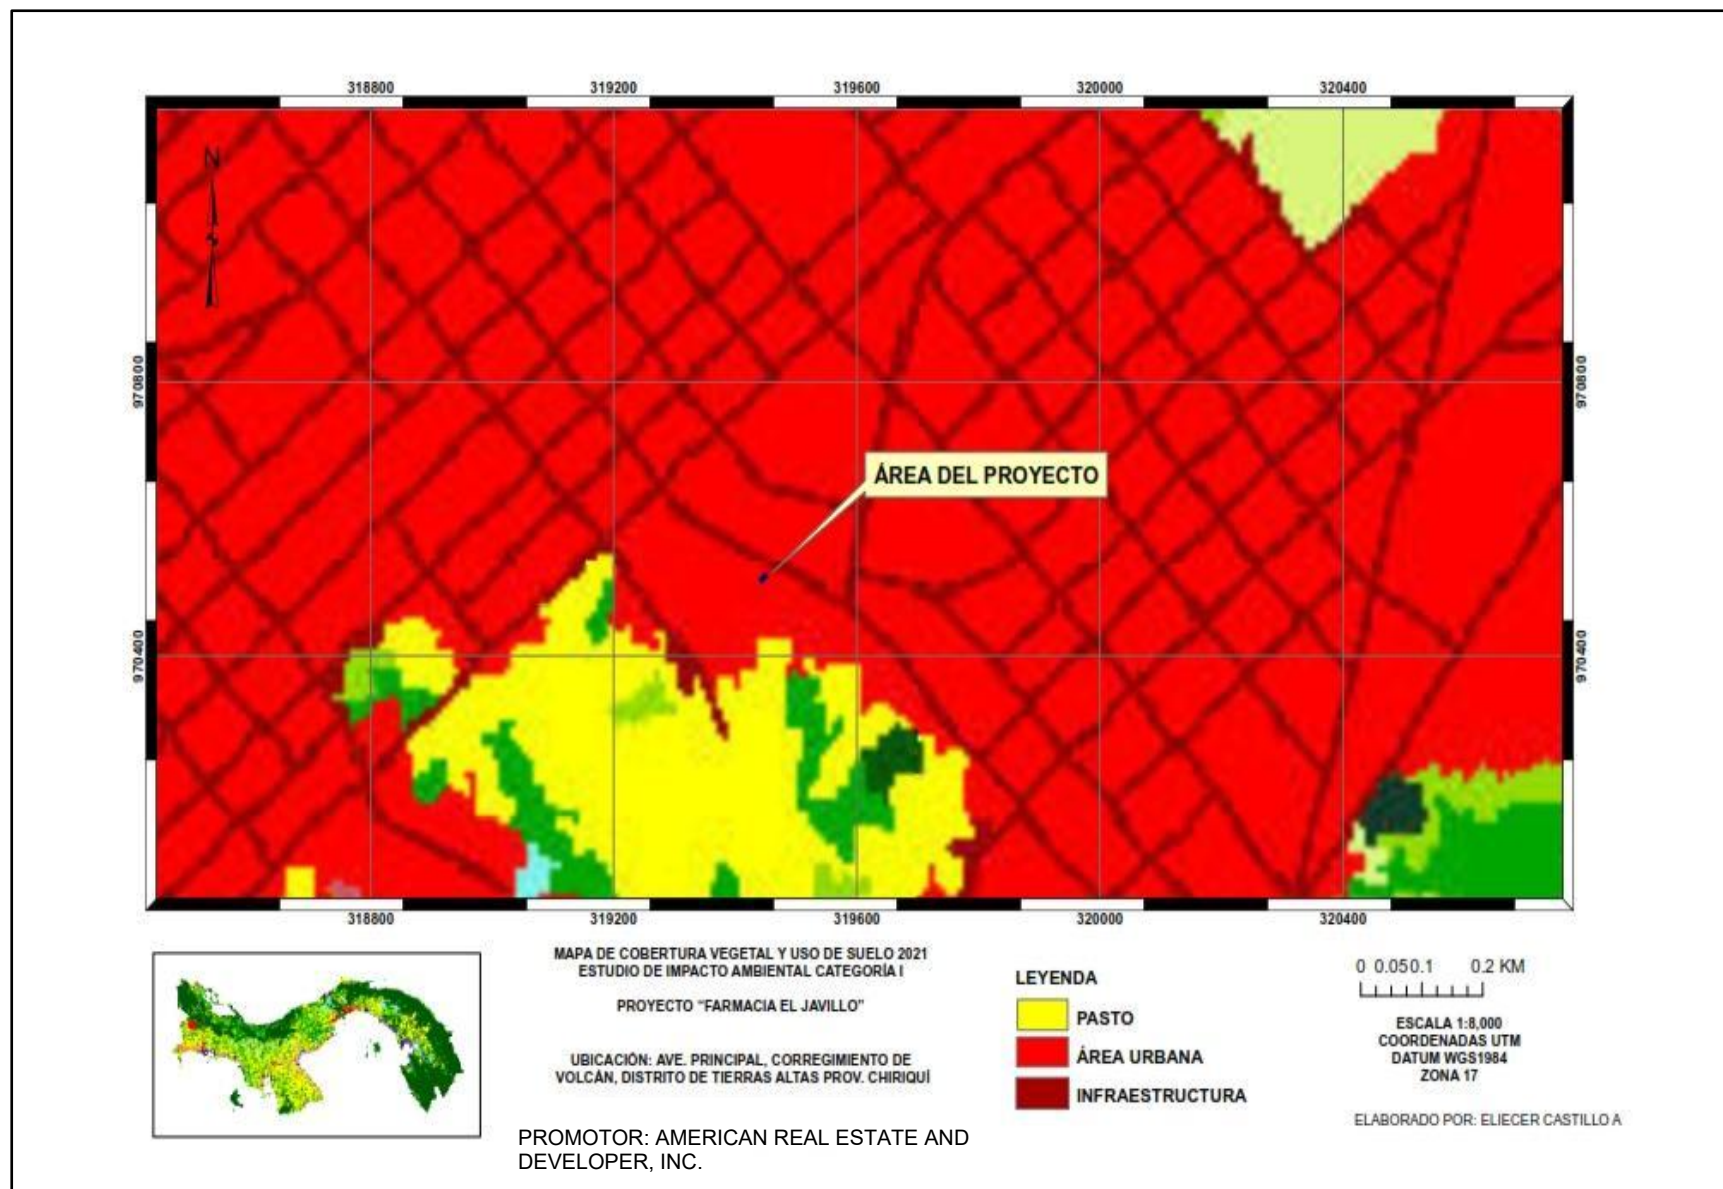 318800 319200 319600 320000 320400
N
970800 970800
ÁREA DEL PROYECTO
970400 970400
318800 319200 319600 320000 320400
MAPA DE COBERTURA VEGETAL Y USO DE SUELO 2021
ESTUDIO DE IMPACTO AMBIENTAL CATEGORÍA I
PROYECTO "FARMACIA EL JAVILLO"
UBICACIÓN: AVE. PRINCIPAL, CORREGIMIENTO DE
VOLCÁN, DISTRITO DE TIERRAS ALTAS PROV. CHIRIQUÍ
PROMOTOR: AMERICAN REAL ESTATE AND
DEVELOPER, INC.
LEYENDA
PASTO
ÁREA URBANA
INFRAESTRUCTURA
0 0.05 0.1 0.2 KM
ESCALA 1:8,000
COORDENADAS UTM
DATUM WGS1984
ZONA 17
ELABORADO POR: ELIECER CASTILLO A